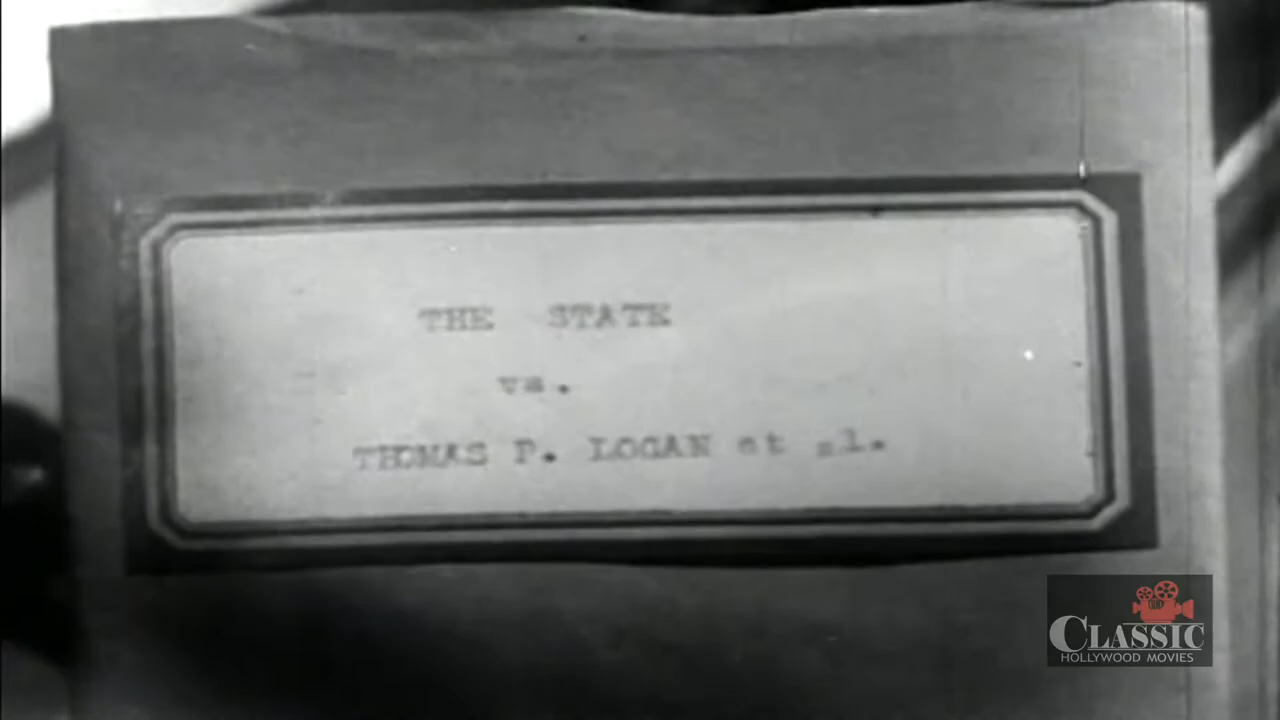 THE STATE
vs.
THOMAS P. LOGAN et al.
CLASSIC
HOLLYWOOD MOVIES